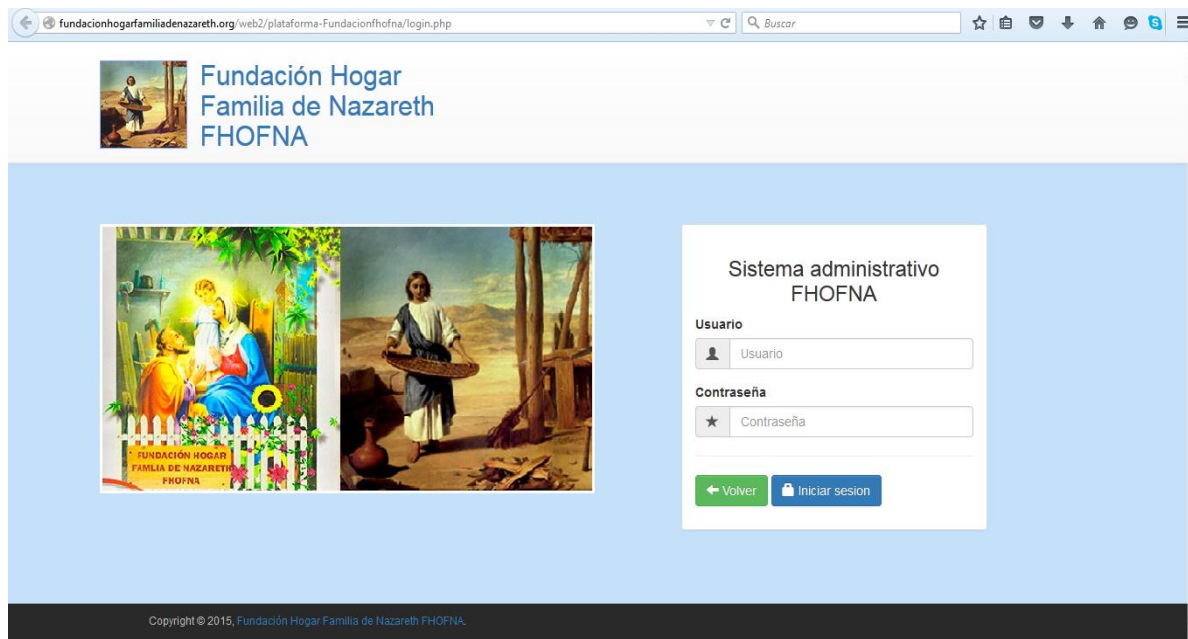 fundacionhogarfamiliadenazareth.org/web2/plataforma-Fundacionfhofna/login.php
Buscar
Fundación Hogar
Familia de Nazareth
FHOFNA
FUNDACIÓN HOGAR
FAMLIA DE NAZARETH
FHOFNA
Sistema administrativo
FHOFNA
Usuario
Usuario
Contraseña
Contraseña
Volver
Iniciar sesion
Copyright © 2015, Fundación Hogar Familia de Nazareth FHOFNA.